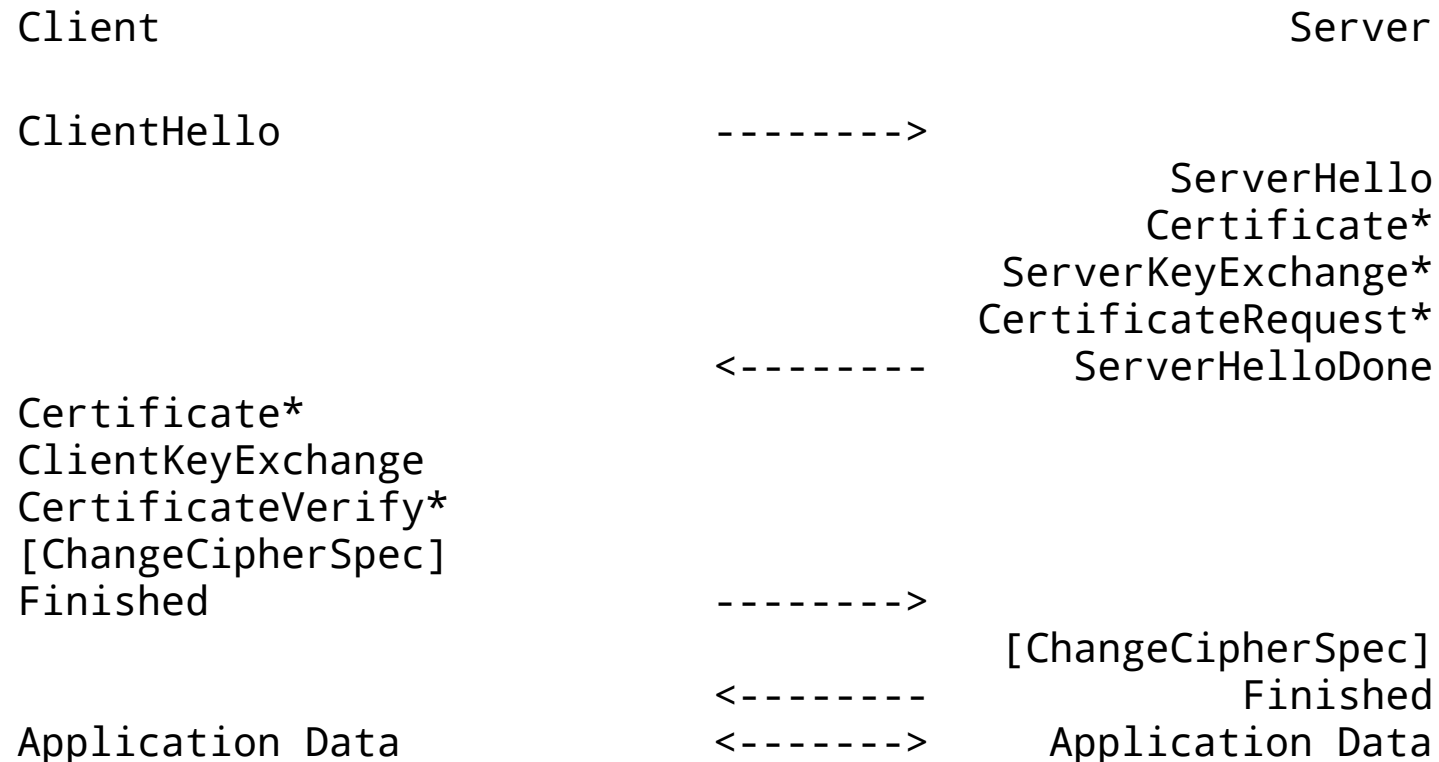 Client                                               Server

ClientHello                  -------->
                                                ServerHello
                                               Certificate*
                                         ServerKeyExchange*
                                        CertificateRequest*
                             <--------      ServerHelloDone
Certificate*
ClientKeyExchange
CertificateVerify*
[ChangeCipherSpec]
Finished                     -------->
                                         [ChangeCipherSpec]
                             <--------             Finished
Application Data             <------->     Application Data